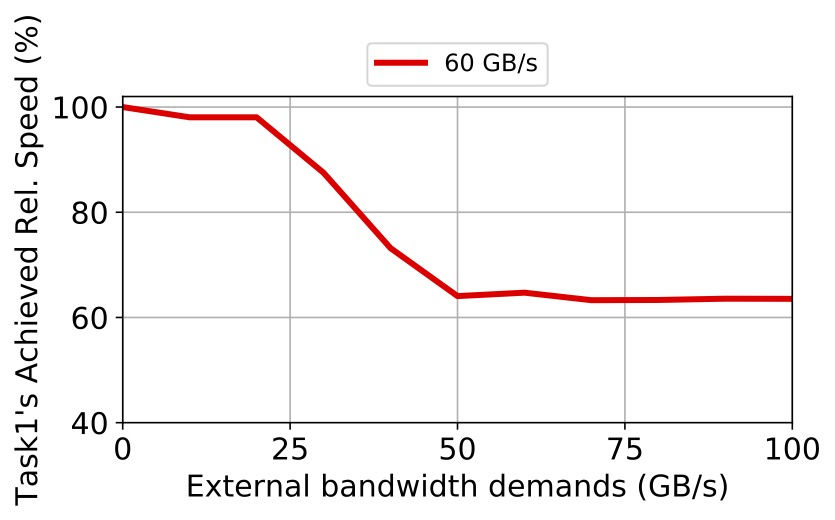 60 GB/s
Task1's Achieved Rel. Speed (%)
100
80
60
40
0 25 50 75 100
External bandwidth demands (GB/s)